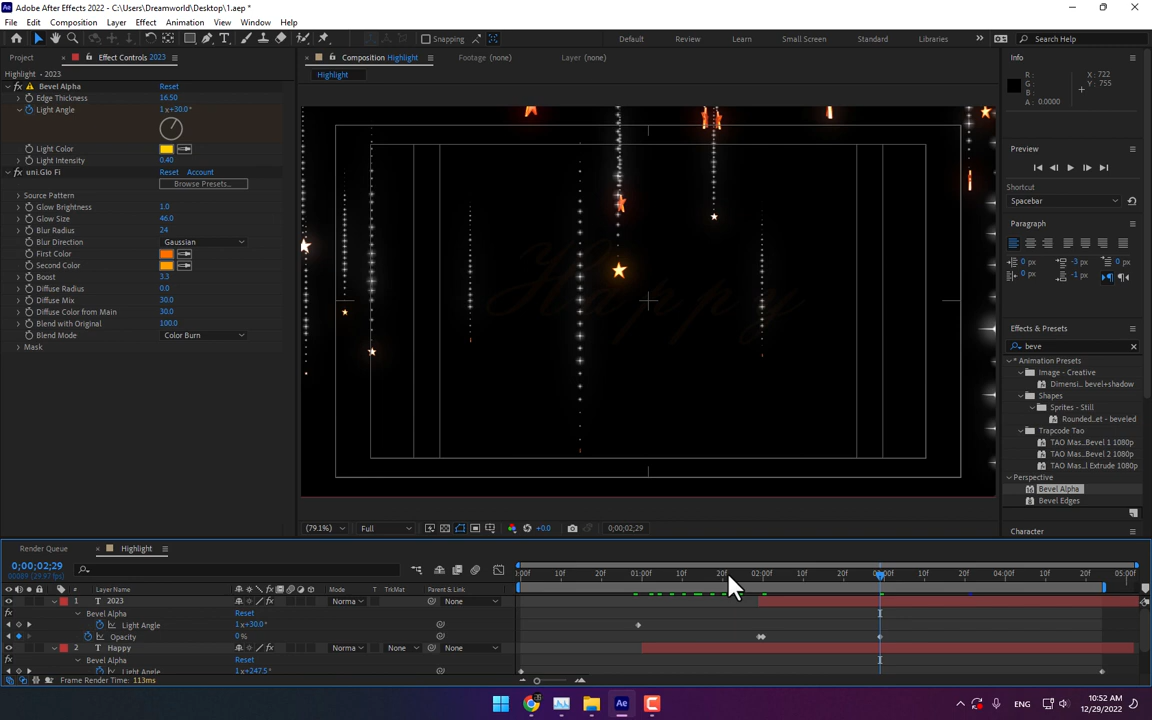 Adobe After Effects 2022 - C:\Users\Dreamworld\Desktop\1.aep *
File Edit Composition Layer Effect Animation View Window Help
Snapping Default Review Learn Small Screen Standard Libraries Search Help
Project Effect Controls 2023 Composition Highlight Footage (none) Layer (none) Info
Highlight • 2023
Highlight
R: X: 722
G: Y: 755
B:
A: 0.0000
Bevel Alpha Reset
Edge Thickness 16.50
Light Angle 1x+30.0°
Light Color
Light Intensity 0.40
Preview
uni.Glo Fi Reset Account
Browse Presets...
Source Pattern
Shortcut
Spacebar
Glow Brightness 1.0
Glow Size 46.0
Blur Radius 24
Blur Direction Gaussian
First Color
Second Color
Boost 3.3
Diffuse Radius 0.0
Diffuse Mix 30.0
Diffuse Color from Main 30.0
Blend with Original 100.0
Blend Mode Color Burn
Mask
Happy
Paragraph
0 px -3 px 0 px
0 px -1 px
Effects & Presets
beve
* Animation Presets
Image - Creative
Dimensi... bevel+shadow
Shapes
Sprites - Still
Rounded...et - beveled
Trapcode Tao
TAO Mas...Bevel 1 1080p
TAO Mas...Bevel 2 1080p
TAO Mas...l Extrude 1080p
Perspective
Bevel Alpha
Bevel Edges
Character
(79.1%) Full +0.0 0;00;02;29
Render Queue Highlight
0;00;02;29
00089 (29.97 fps)
:00f 10f 20f 01:00f 10f 20f 02:00f 10f 20f 10f 20f 04:00f 10f 20f 05:00f
# Layer Name Mode T TrkMat Parent & Link
1 T 2023 Norma None
Bevel Alpha Reset
Light Angle 1x+30.0°
Opacity 0%
2 T Happy Norma None None
Bevel Alpha Reset
Light Angle 1x+247.5°
Frame Render Time: 113ms
ENG 10:52 AM
12/29/2022